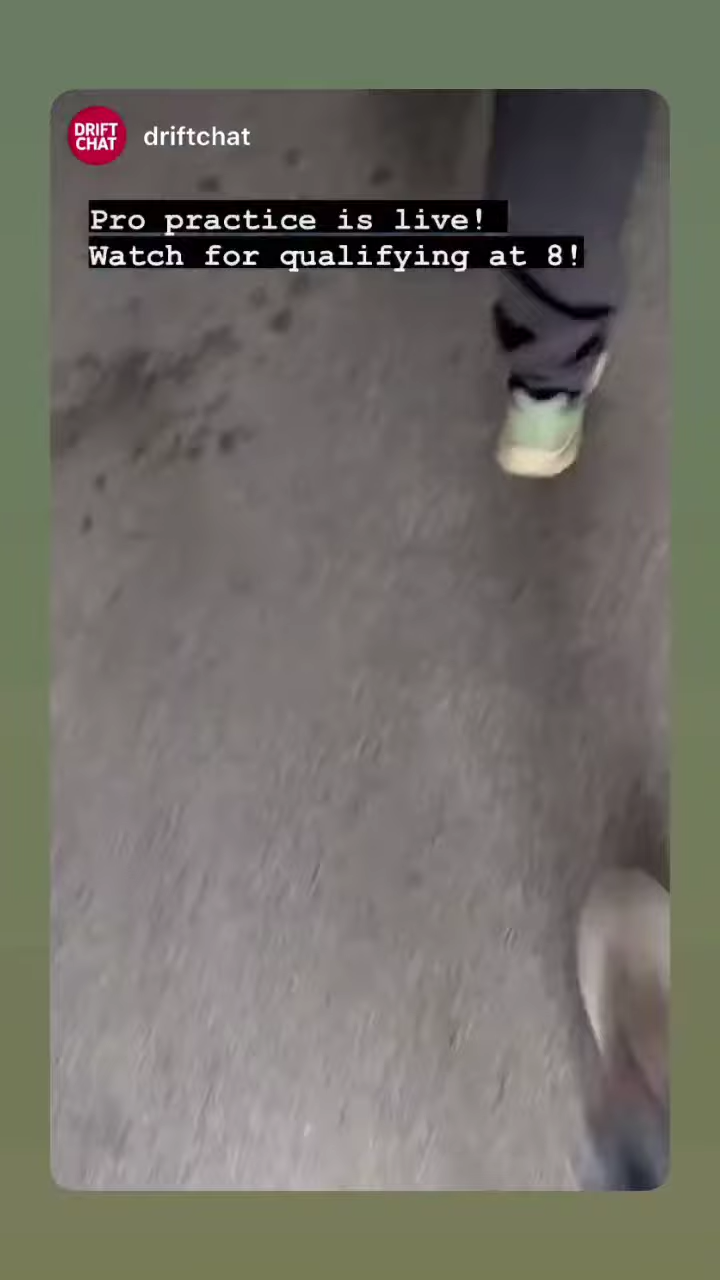 DRIFT
CHAT
driftchat
Pro practice is live!
Watch for qualifying at 8!